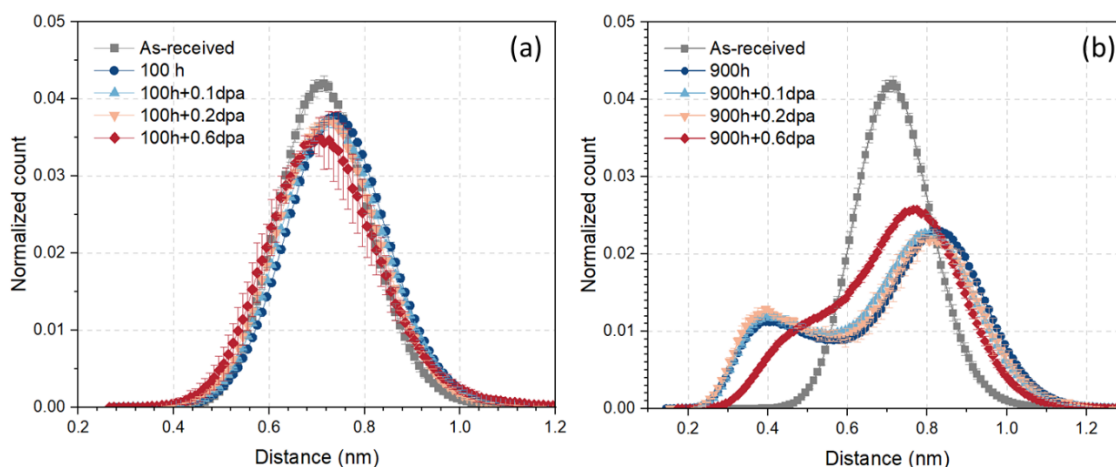 0.05
0.04
0.03
0.02
0.01
0.00
Normalized count
As-received
100 h
100h+0.1dpa
100h+0.2dpa
100h+0.6dpa
(a)
0.2 0.4 0.6 0.8 1.0 1.2
Distance (nm)
0.05
0.04
0.03
0.02
0.01
0.00
Normalized count
As-received
900h
900h+0.1dpa
900h+0.2dpa
900h+0.6dpa
(b)
0.2 0.4 0.6 0.8 1.0 1.2
Distance (nm)